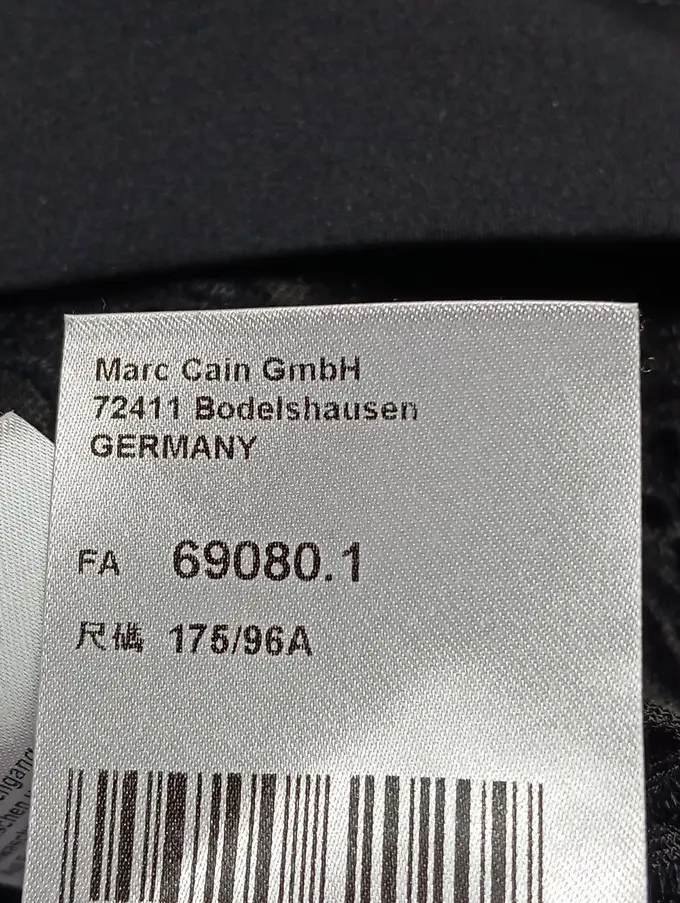 Marc Cain GmbH
72411 Bodelshausen
GERMANY
FA 69080.1
尺碼 175/96A